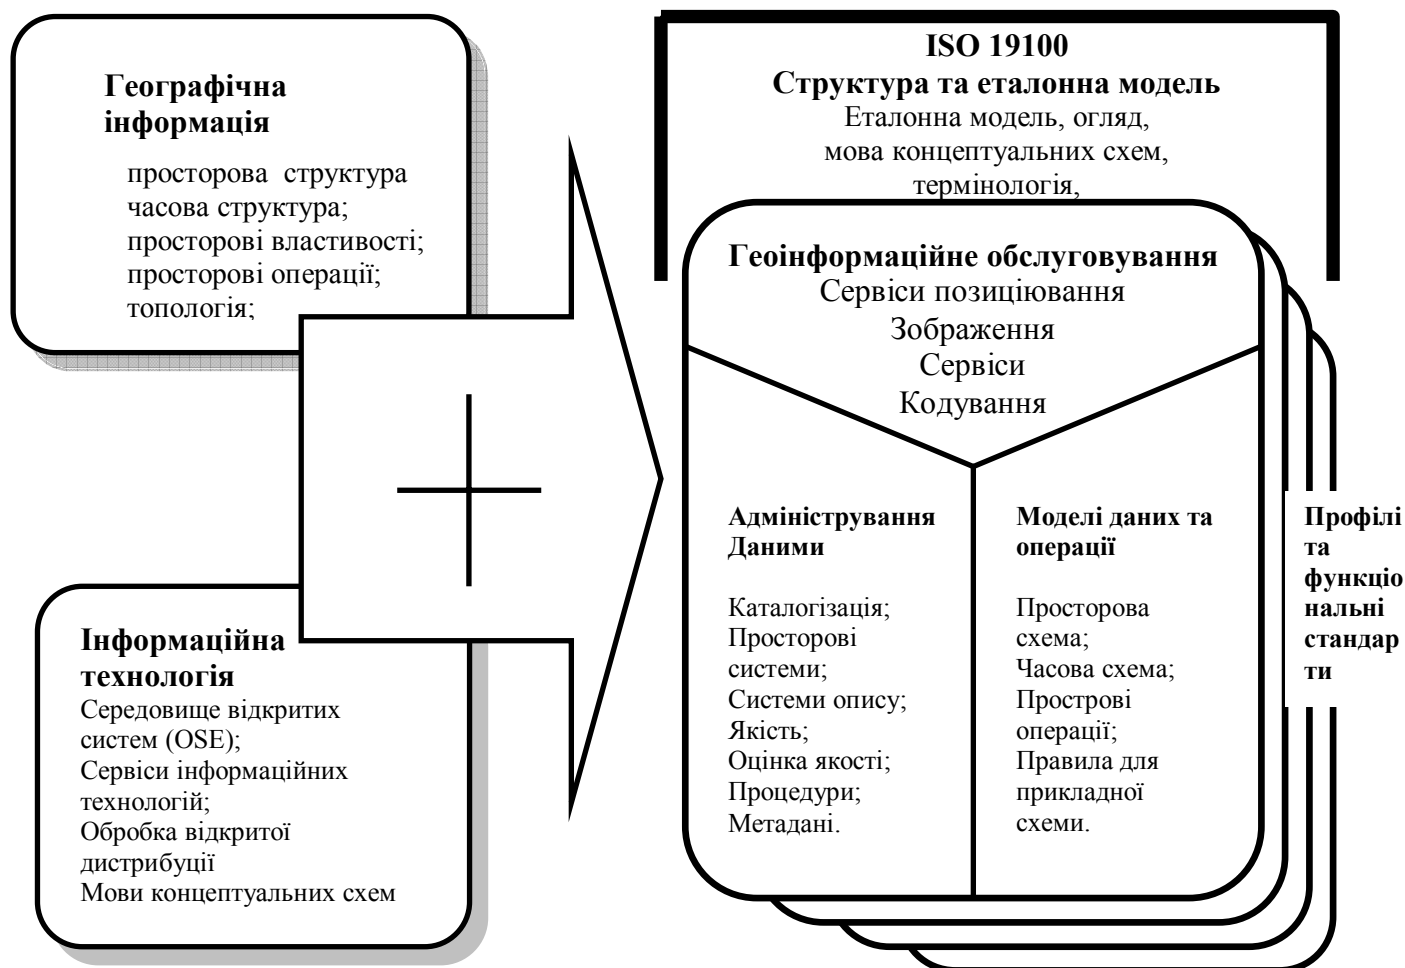 Географічна
інформація
просторова структура
часова структура;
просторові властивості;
просторові операції;
топологія;
Інформаційна
технологія
Середовище відкритих
систем (OSE);
Сервіси інформаційних
технологій;
Обробка відкритої
дистрибуції
Мови концептуальних схем
ISO 19100
Структура та еталонна модель
Еталонна модель, огляд,
мова концептуальних схем,
термінологія,
Геоінформаційне обслуговування
Сервіси позиціювання
Зображення
Сервіси
Кодування
Адміністрування
Даними
Каталогізація;
Просторові
системи;
Системи опису;
Якість;
Оцінка якості;
Процедури;
Метадані.
Моделі даних та
операції
Просторова
схема;
Часова схема;
Прострові
операції;
Правила для
прикладної
схеми.
Профілі
та
функціо
нальні
стандар
ти